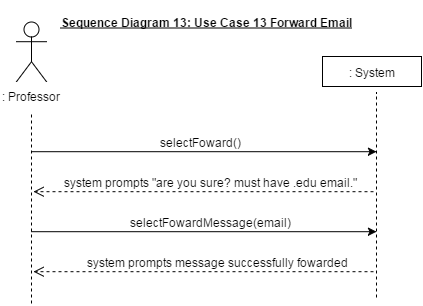 Sequence Diagram 13: Use Case 13 Forward Email
: System
: Professor
selectFoward()
system prompts "are you sure? must have .edu email."
selectFowardMessage(email)
system prompts message successfully fowarded